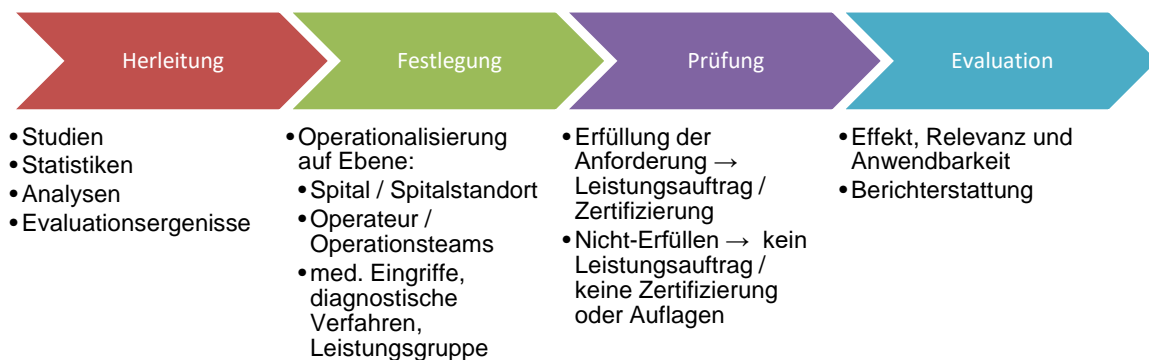 Herleitung
Festlegung
Prüfung
Evaluation
•Studien
•Statistiken
•Analysen
•Evaluationsergenisse
•Operationalisierung
auf Ebene:
•Spital / Spitalstandort
•Operateur /
Operationsteams
•med. Eingriffe,
diagnostische
Verfahren,
Leistungsgruppe
•Erfüllung der
Anforderung →
Leistungsauftrag /
Zertifizierung
•Nicht-Erfüllen → kein
Leistungsauftrag /
keine Zertifizierung
oder Auflagen
•Effekt, Relevanz und
Anwendbarkeit
•Berichterstattung